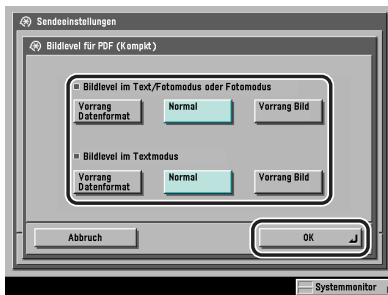 Sendeeinstellungen
Bildlevel für PDF (Kompkt)
Bildlevel im Text/Fotomodus oder Fotomodus
Vorrang Datenformat
Normal
Vorrang Bild
Bildlevel im Textmodus
Vorrang Datenformat
Normal
Vorrang Bild
Abbruch
OK
Systemmonitor